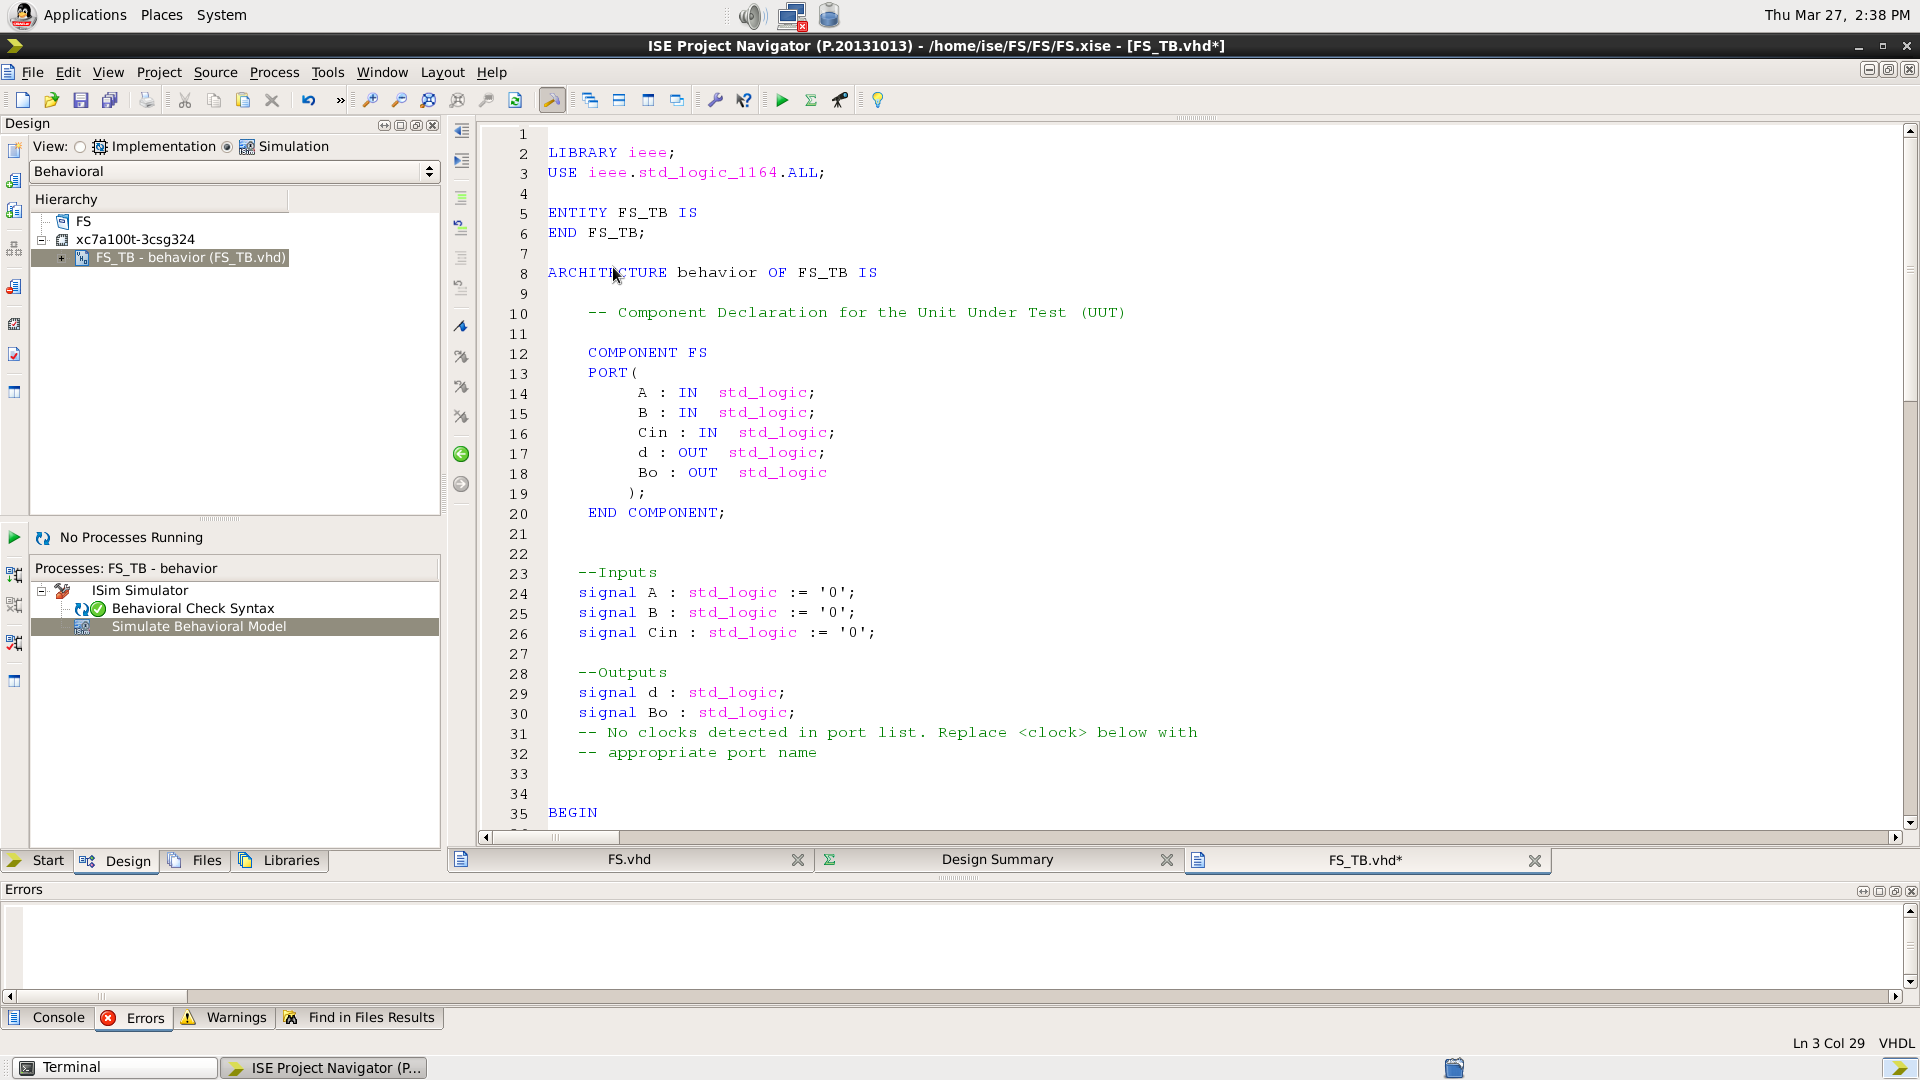 Applications Places System
Thu Mar 27, 2:38 PM
ISE Project Navigator (P.20131013) - /home/ise/FS/FS/FS.xise - [FS_TB.vhd*]
File Edit View Project Source Process Tools Window Layout Help
»
Design
View: Implementation Simulation
Behavioral
Hierarchy
FS
xc7a100t-3csg324
FS_TB - behavior (FS_TB.vhd)
No Processes Running
Processes: FS_TB - behavior
ISim Simulator
Behavioral Check Syntax
Simulate Behavioral Model
Start Design Files Libraries
1
2 LIBRARY ieee;
3 USE ieee.std_logic_1164.ALL;
4
5 ENTITY FS_TB IS
6 END FS_TB;
7
8 ARCHITECTURE behavior OF FS_TB IS
9
10 -- Component Declaration for the Unit Under Test (UUT)
11
12 COMPONENT FS
13 PORT(
14 A : IN std_logic;
15 B : IN std_logic;
16 Cin : IN std_logic;
17 d : OUT std_logic;
18 Bo : OUT std_logic
19 );
20 END COMPONENT;
21
22
23 --Inputs
24 signal A : std_logic := '0';
25 signal B : std_logic := '0';
26 signal Cin : std_logic := '0';
27
28 --Outputs
29 signal d : std_logic;
30 signal Bo : std_logic;
31 -- No clocks detected in port list. Replace <clock> below with
32 -- appropriate port name
33
34
35 BEGIN
FS.vhd Design Summary FS_TB.vhd*
Errors
Console Errors Warnings Find in Files Results
Ln 3 Col 29 VHDL
Terminal ISE Project Navigator (P...